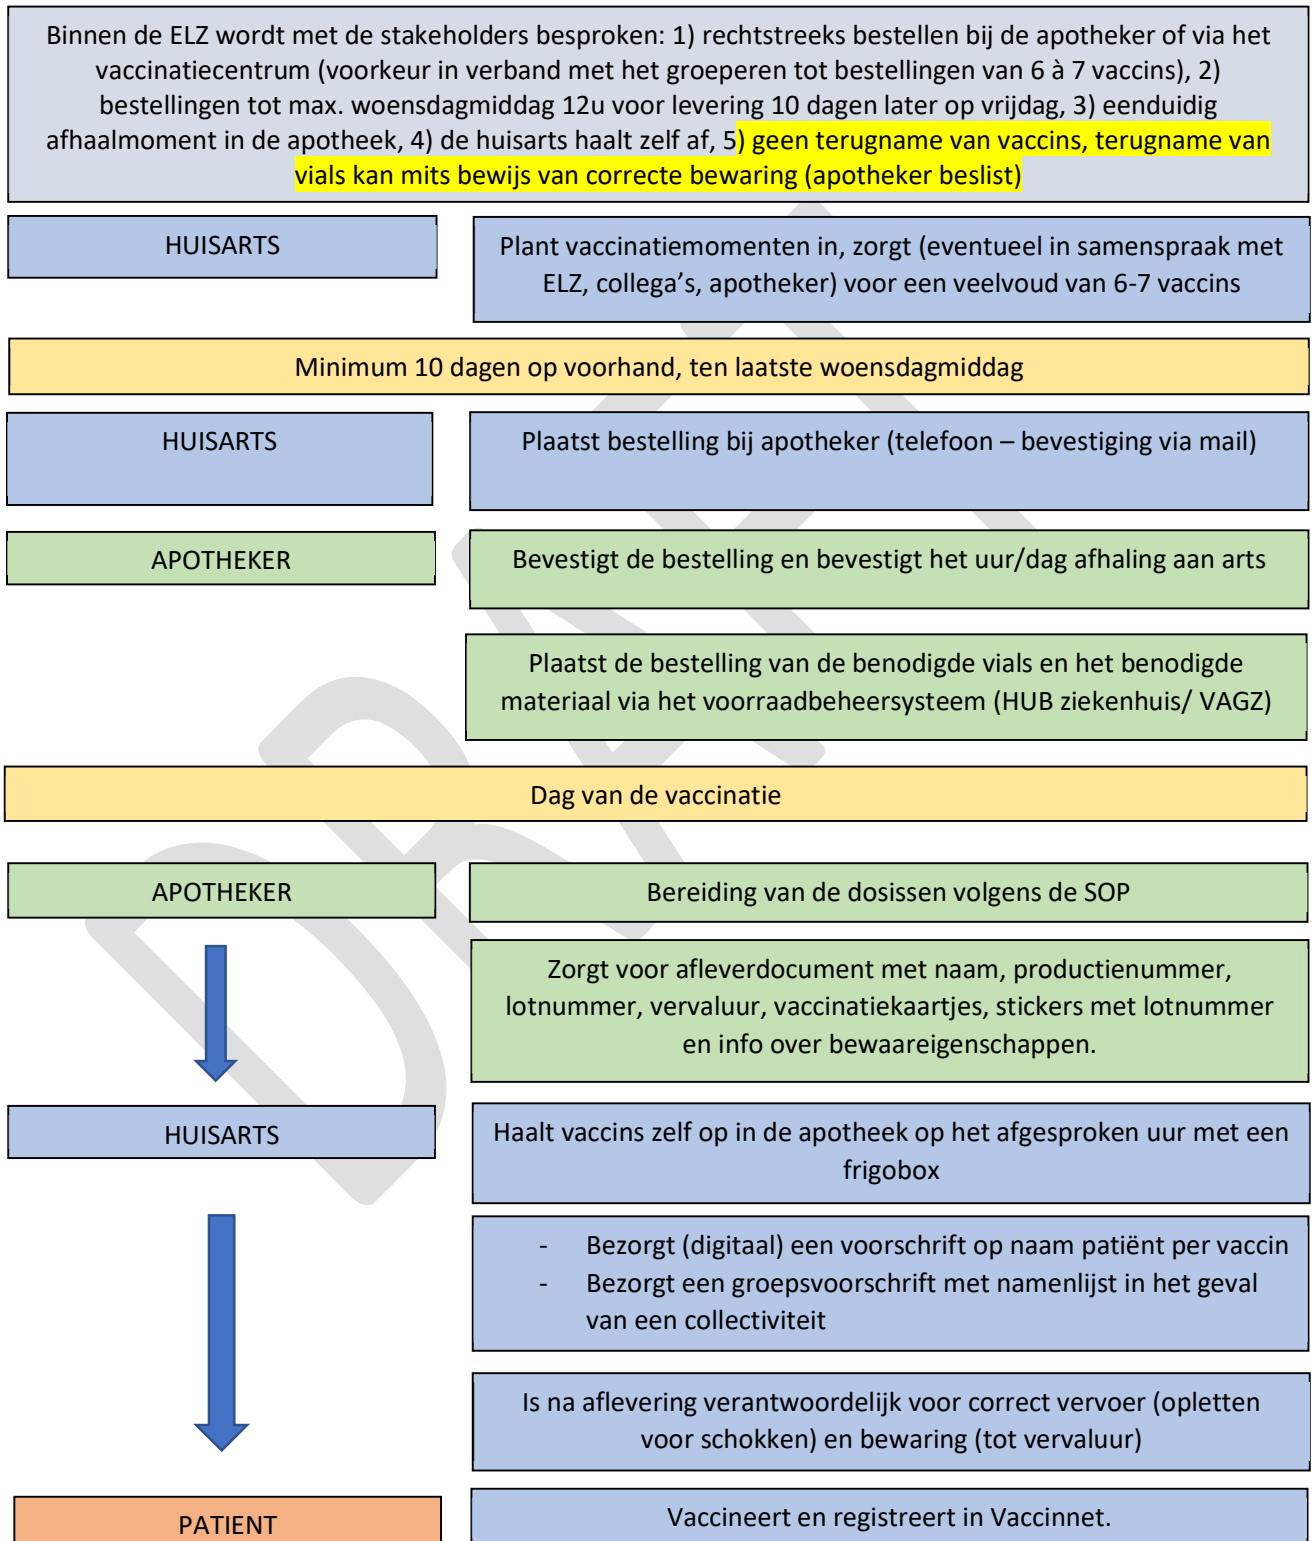 Binnen de ELZ wordt met de stakeholders besproken: 1) rechtstreeks bestellen bij de apotheker of via het
vaccinatiecentrum (voorkeur in verband met het groeperen tot bestellingen van 6 à 7 vaccins), 2)
bestellingen tot max. woensdagmiddag 12u voor levering 10 dagen later op vrijdag, 3) eenduidig
afhaalmoment in de apotheek, 4) de huisarts haalt zelf af, 5) geen terugname van vaccins, terugname van
vials kan mits bewijs van correcte bewaring (apotheker beslist)
HUISARTS
Plant vaccinatiemomenten in, zorgt (eventueel in samenspraak met
ELZ, collega’s, apotheker) voor een veelvoud van 6-7 vaccins
Minimum 10 dagen op voorhand, ten laatste woensdagmiddag
HUISARTS
Plaatst bestelling bij apotheker (telefoon – bevestiging via mail)
APOTHEKER
Bevestigt de bestelling en bevestigt het uur/dag afhaling aan arts
Plaatst de bestelling van de benodigde vials en het benodigde
materiaal via het voorraadbeheersysteem (HUB ziekenhuis/ VAGZ)
Dag van de vaccinatie
APOTHEKER
Bereiding van de dosissen volgens de SOP
Zorgt voor afleverdocument met naam, productienummer,
lotnummer, vervaluur, vaccinatiekaartjes, stickers met lotnummer
en info over bewaareigenschappen.
HUISARTS
Haalt vaccins zelf op in de apotheek op het afgesproken uur met een
frigobox
- Bezorgt (digitaal) een voorschrift op naam patiënt per vaccin
- Bezorgt een groepsvoorschrift met namenlijst in het geval
van een collectiviteit
Is na aflevering verantwoordelijk voor correct vervoer (opletten
voor schokken) en bewaring (tot vervaluur)
PATIENT
Vaccineert en registreert in Vaccinnet.
DRAFT